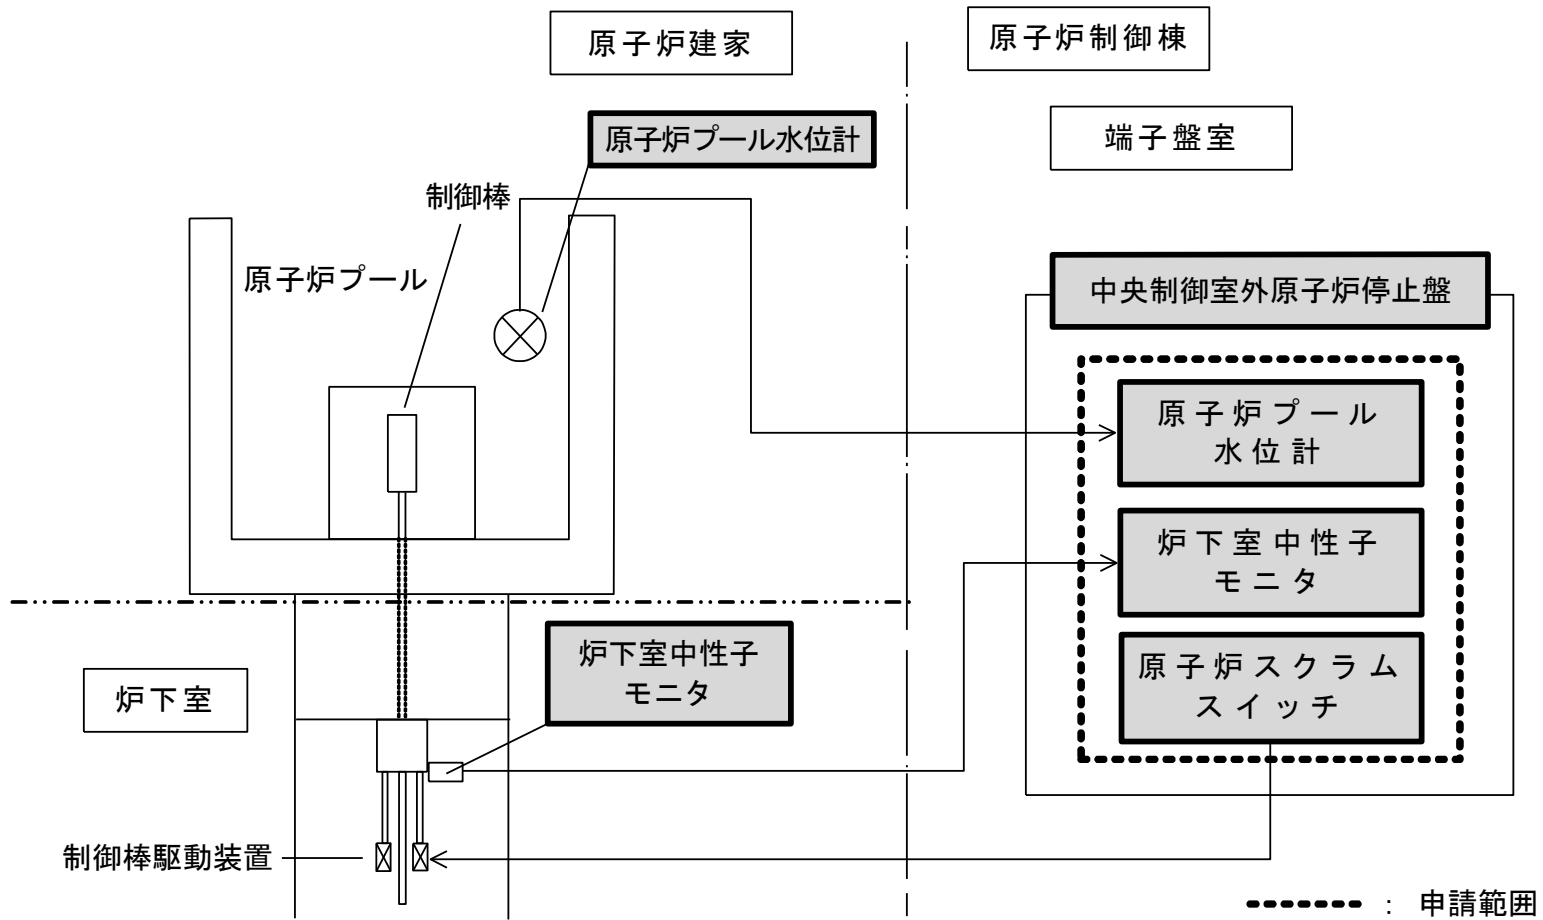 原子炉建家
原子炉制御棟
原子炉プール水位計
端子盤室
制御棒
原子炉プール
中央制御室外原子炉停止盤
原子炉プール
水位計
炉下室中性子
モニタ
炉下室中性子
モニタ
原子炉スクラム
スイッチ
炉下室
制御棒駆動装置
： 申請範囲